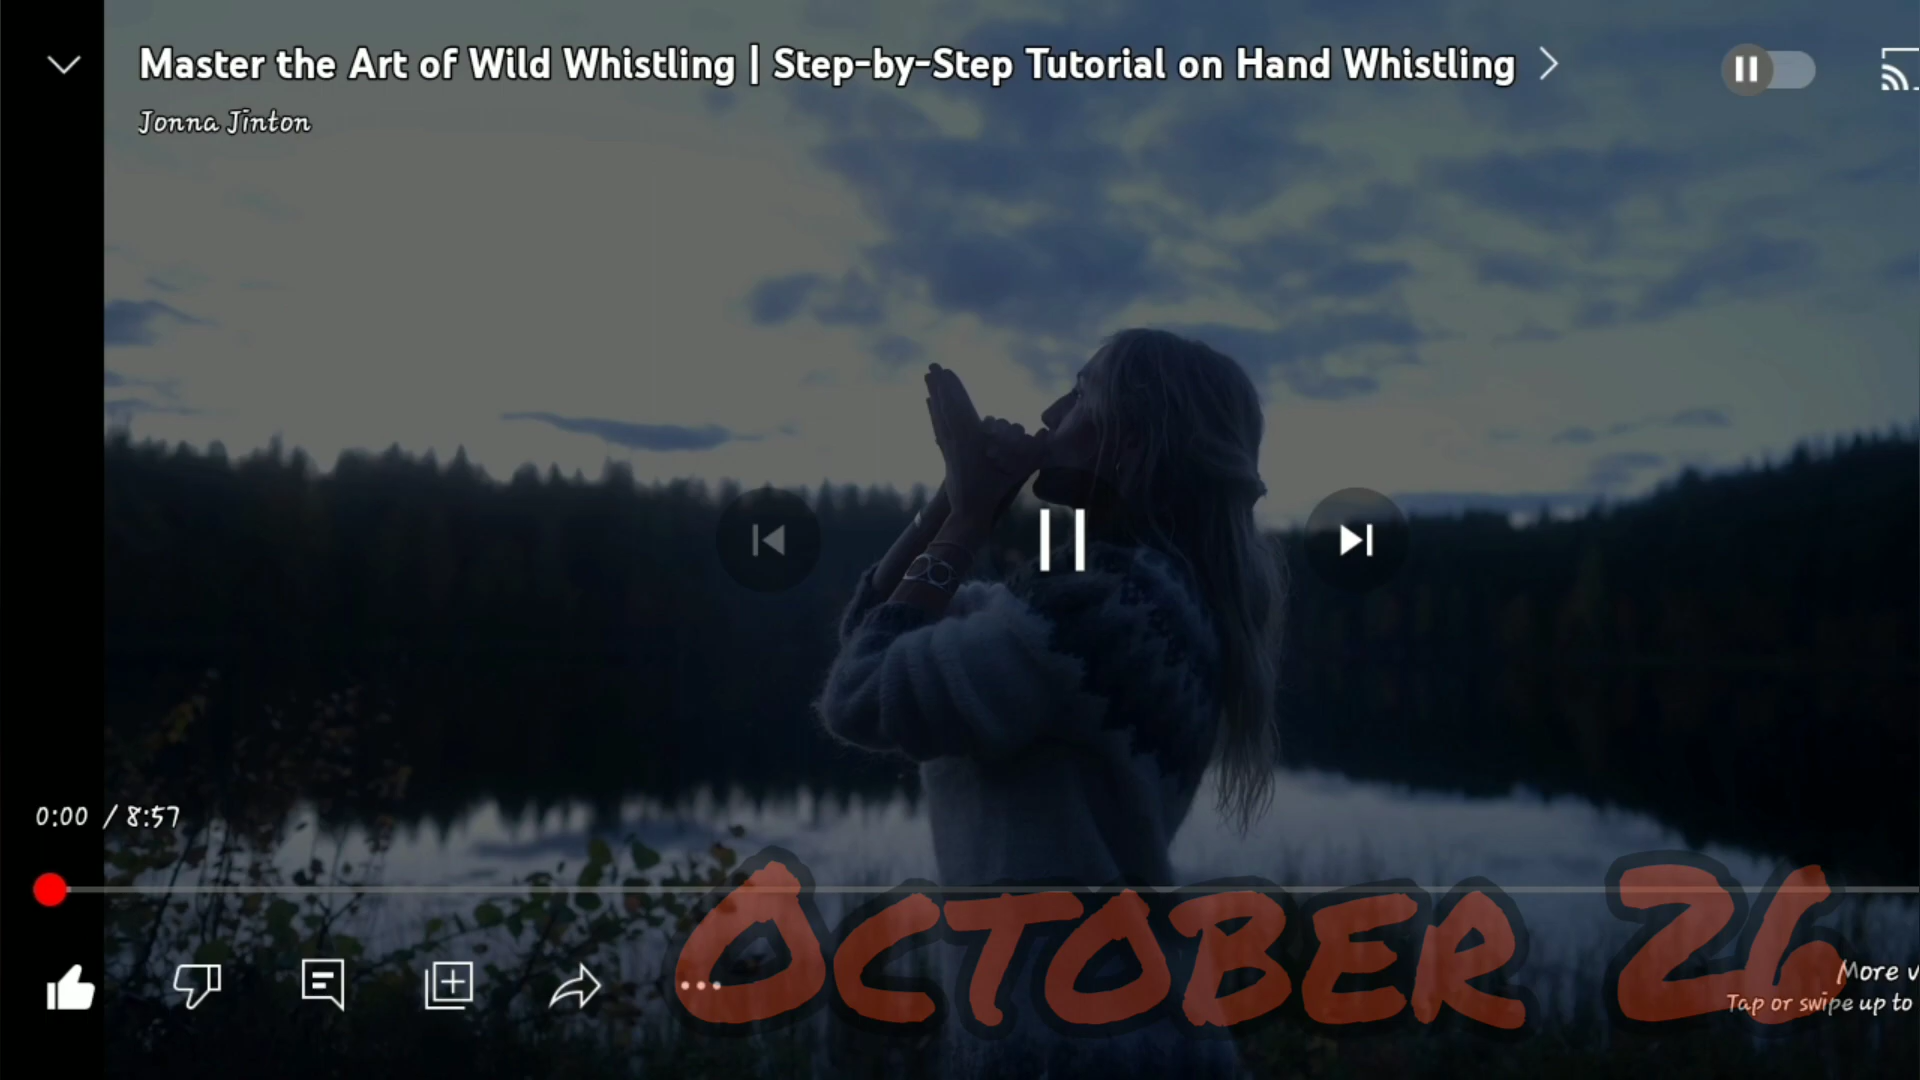 Master the Art of Wild Whistling | Step-by-Step Tutorial on Hand Whistling
Jonna Jinton
0:00 / 8:57
October 26
More v
Tap or swipe up to